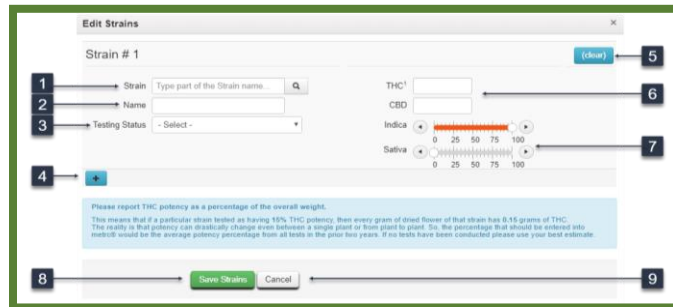 Edit Strains ×
Strain # 1 (clear) 5
1 Strain Type part of the Strain name... THC¹ 6
2 Name CBD
3 Testing Status - Select - Indica
0 25 50 75 100
Sativa 7
0 25 50 75 100
4 +
Please report THC potency as a percentage of the overall weight.
This means that if a particular strain tested as having 15% THC potency, then every gram of dried flower of that strain has 0.15 grams of THC.
The reality is that potency can drastically change even between a single plant or from plant to plant. So, the percentage that should be entered into
metrc® would be the average potency percentage from all tests in the prior two years. If no tests have been conducted please use your best estimate.
8 Save Strains Cancel 9